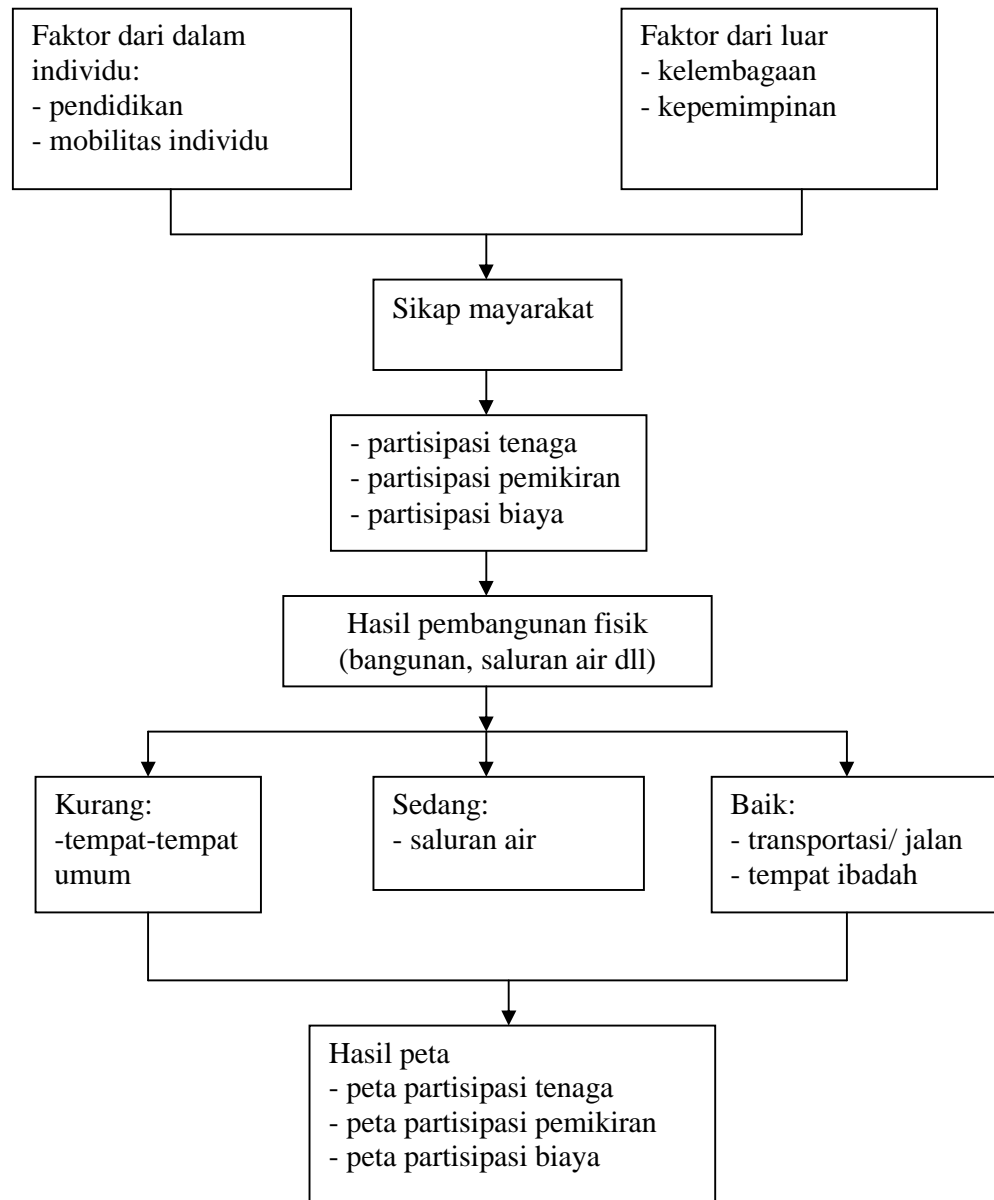 Faktor dari dalam
individu:
- pendidikan
- mobilitas individu
Faktor dari luar
- kelembagaan
- kepemimpinan
Sikap mayarakat
- partisipasi tenaga
- partisipasi pemikiran
- partisipasi biaya
Hasil pembangunan fisik
(bangunan, saluran air dll)
Kurang:
-tempat-tempat
umum
Sedang:
- saluran air
Baik:
- transportasi/ jalan
- tempat ibadah
Hasil peta
- peta partisipasi tenaga
- peta partisipasi pemikiran
- peta partisipasi biaya